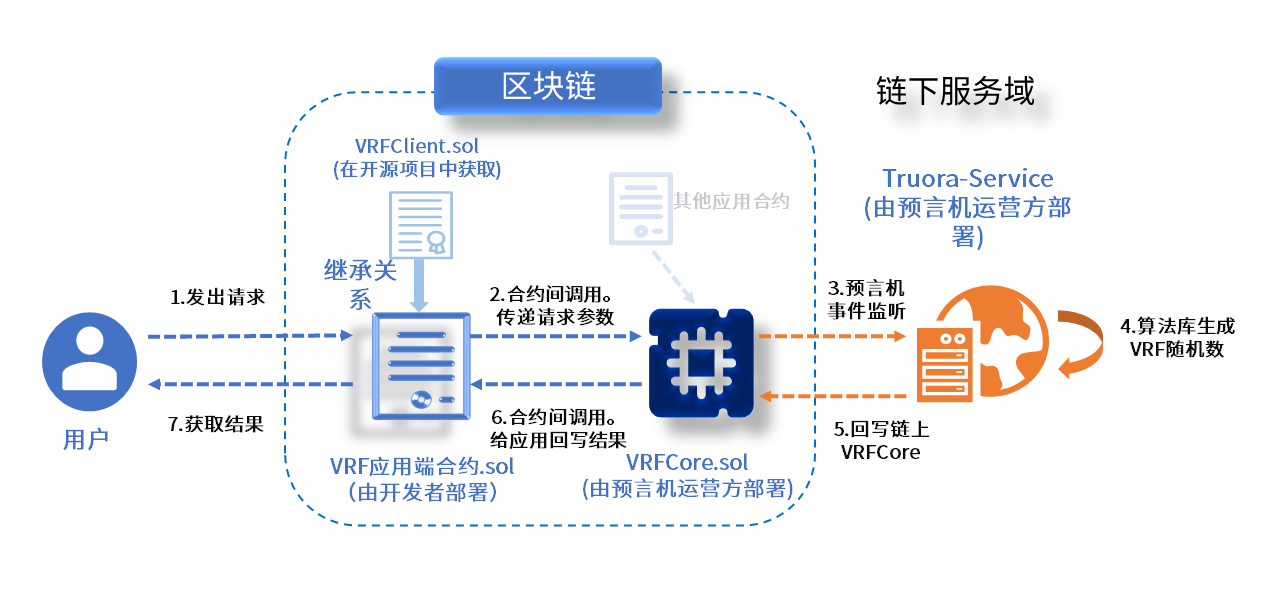 区块链
链下服务域
VRFClient.sol
(在开源项目中获取)
其他应用合约
Truora-Service
(由预言机运营方部
署)
继承关
系
1.发出请求
2.合约间调用。
传递请求参数
3.预言机
事件监听
4.算法库生成
VRF随机数
用户
7.获取结果
6.合约间调用。
给应用回写结果
5.回写链上
VRFCore
VRF应用端合约.sol
（由开发者部署）
VRFCore.sol
(由预言机运营方部署)